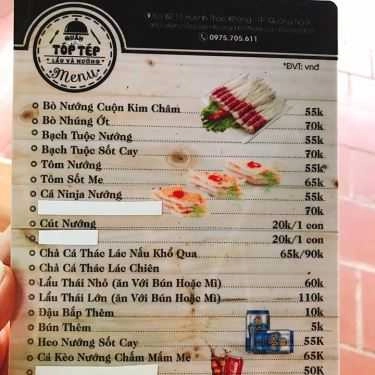 QUÁN
TÓP TÉP
LẨU VÀ NƯỚNG
Menu
0975.705.611
*ĐVT: vnđ
Bò Nướng Cuộn Kim Châm 55k
Bò Nhúng Ớt 70k
Bạch Tuộc Nướng 55k
Bạch Tuộc Sốt Cay 70k
Tôm Nướng 55k
Tôm Sốt Me 65k
Cá Ninja Nướng 55k
70k
Cút Nướng 20k/1 con
20k/1 con
Chả Cá Thác Lác Nấu Khổ Qua 65k/90k
Chả Cá Thác Lác Chiên
Lẩu Thái Nhỏ (ăn Với Bún Hoặc Mì) 60k
Lẩu Thái Lớn (ăn Với Bún Hoặc Mì) 110k
Đậu Bắp Thêm 10k
Bún Thêm 5k
Heo Nướng Sốt Cay 55k
Cá Kèo Nướng Chấm Mắm Me 65K
50K